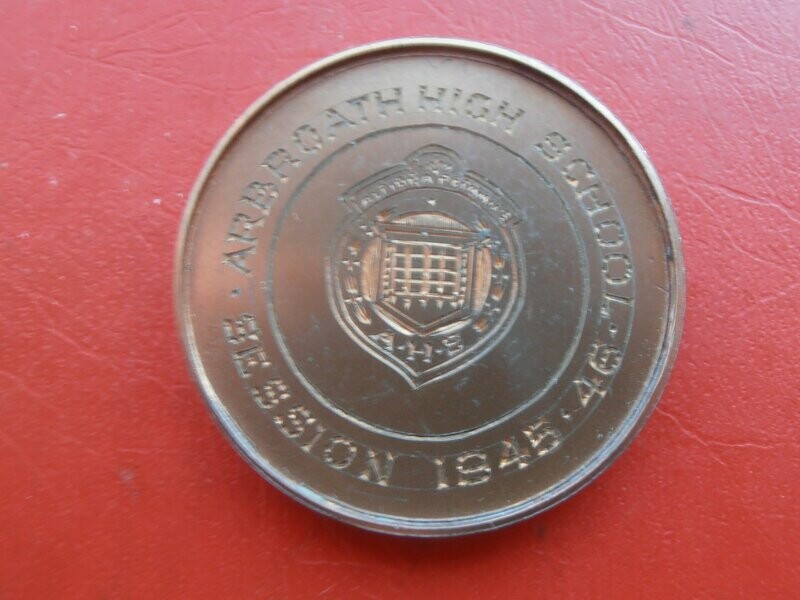 · ARBROATH HIGH SCHOOL ·
SESSION 1945·46
A·H·S